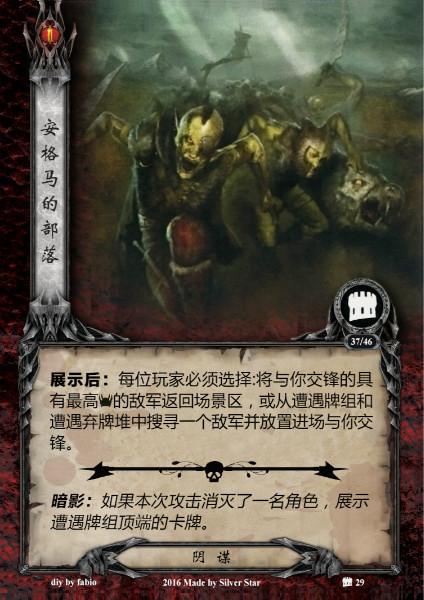 安格马的部落
37/46
展示后：每位玩家必须选择:将与你交锋的具
有最高的敌军返回场景区，或从遭遇牌组和
遭遇弃牌堆中搜寻一个敌军并放置进场与你交
锋。
暗影：如果本次攻击消灭了一名角色，展示
遭遇牌组顶端的卡牌。
阴谋
diy by fabio
2016 Made by Silver Star
29